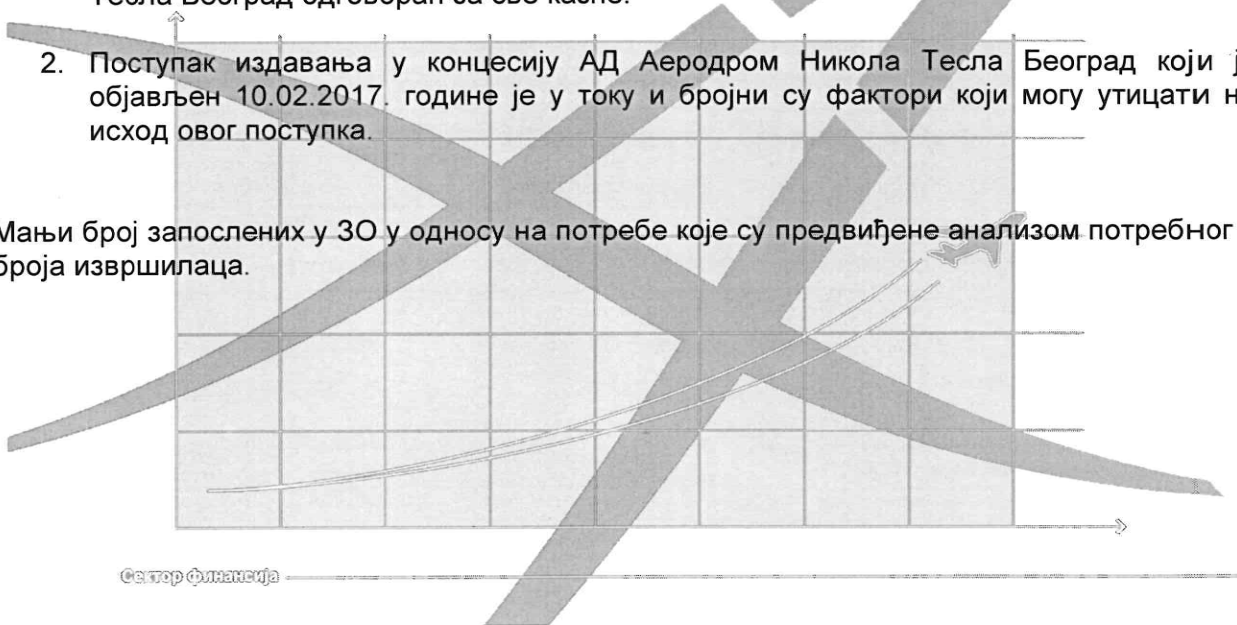 Тесла Београд одговоран за све казне.
2. Поступак издавања у концесију АД Аеродром Никола Тесла Београд који ј
објављен 10.02.2017. године је у току и бројни су фактори који могу утицати н
исход овог поступка.
Мањи број запослених у ЗО у односу на потребе које су предвиђене анализом потребног
броја извршилаца.
Сектор финансија